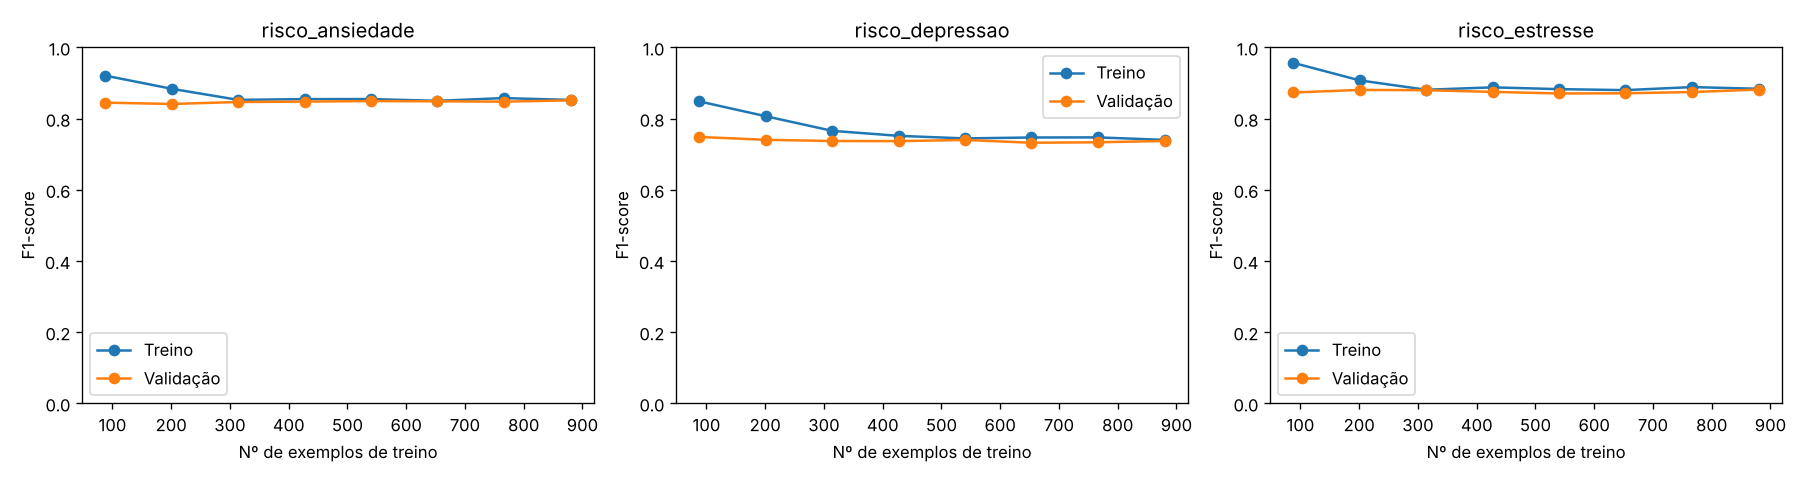 risco_ansiedade
1.0
0.8
0.6
0.4
0.2
0.0
F1-score
Treino
Validação
100 200 300 400 500 600 700 800 900
Nº de exemplos de treino
risco_depressao
1.0
0.8
0.6
0.4
0.2
0.0
F1-score
Treino
Validação
100 200 300 400 500 600 700 800 900
Nº de exemplos de treino
risco_estresse
1.0
0.8
0.6
0.4
0.2
0.0
F1-score
Treino
Validação
100 200 300 400 500 600 700 800 900
Nº de exemplos de treino